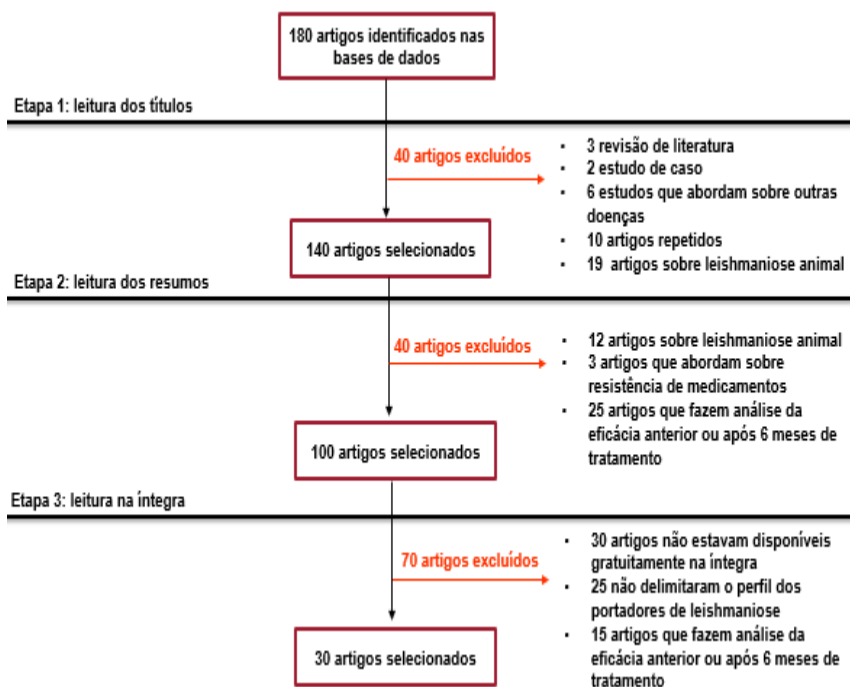 180 artigos identificados nas
bases de dados
Etapa 1: leitura dos títulos
40 artigos excluídos
▪ 3 revisão de literatura
▪ 2 estudo de caso
▪ 6 estudos que abordam sobre outras
doenças
▪ 10 artigos repetidos
▪ 19 artigos sobre leishmaniose animal
140 artigos selecionados
Etapa 2: leitura dos resumos
40 artigos excluídos
▪ 12 artigos sobre leishmaniose animal
▪ 3 artigos que abordam sobre
resistência de medicamentos
▪ 25 artigos que fazem análise da
eficácia anterior ou após 6 meses de
tratamento
100 artigos selecionados
Etapa 3: leitura na íntegra
70 artigos excluídos
▪ 30 artigos não estavam disponíveis
gratuitamente na íntegra
▪ 25 não delimitaram o perfil dos
portadores de leishmaniose
▪ 15 artigos que fazem análise da
eficácia anterior ou após 6 meses de
tratamento
30 artigos selecionados